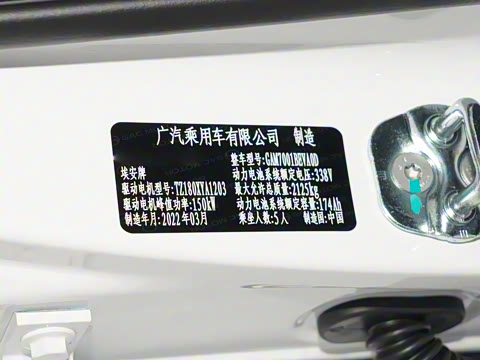 广汽乘用车有限公司 制造
整车型号:GAM7001BEVA0D
埃安牌 动力电池系统额定电压:338V
驱动电机型号:TZ180XYA1203 最大允许总质量:2125kg
驱动电机峰值功率:150kW 动力电池系统额定容量:174Ah
制造年月:2022年03月 乘坐人数:5人 制造国:中国